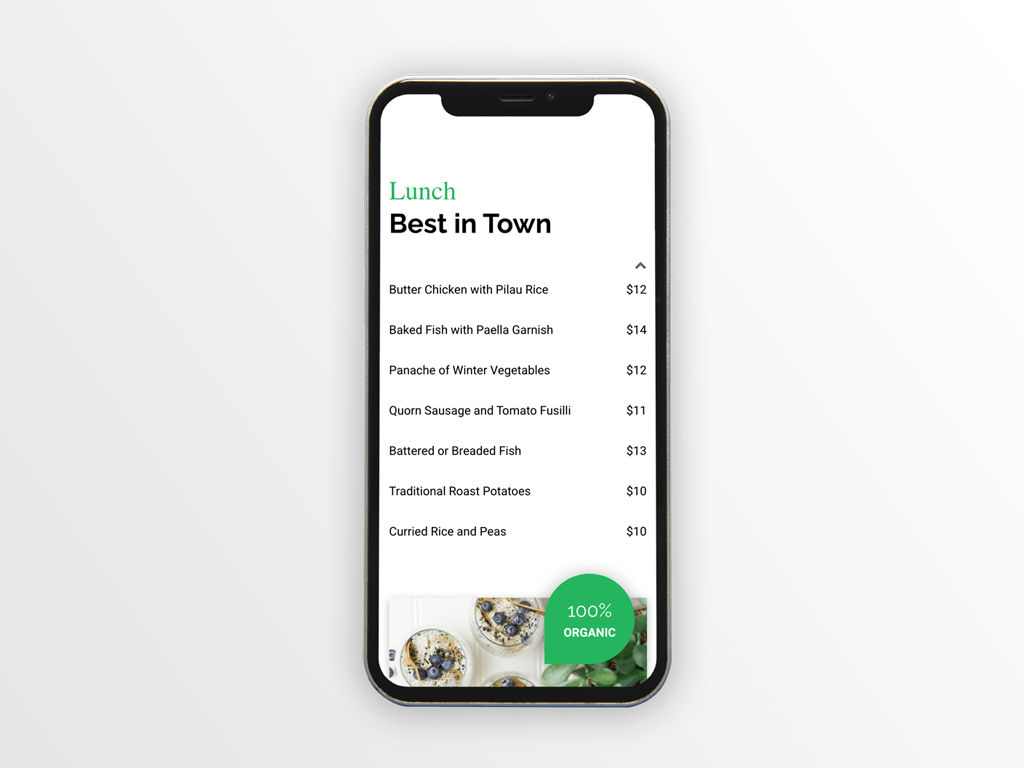 Lunch
Best in Town
Butter Chicken with Pilau Rice $12
Baked Fish with Paella Garnish $14
Panache of Winter Vegetables $12
Quorn Sausage and Tomato Fusilli $11
Battered or Breaded Fish $13
Traditional Roast Potatoes $10
Curried Rice and Peas $10
100%
ORGANIC